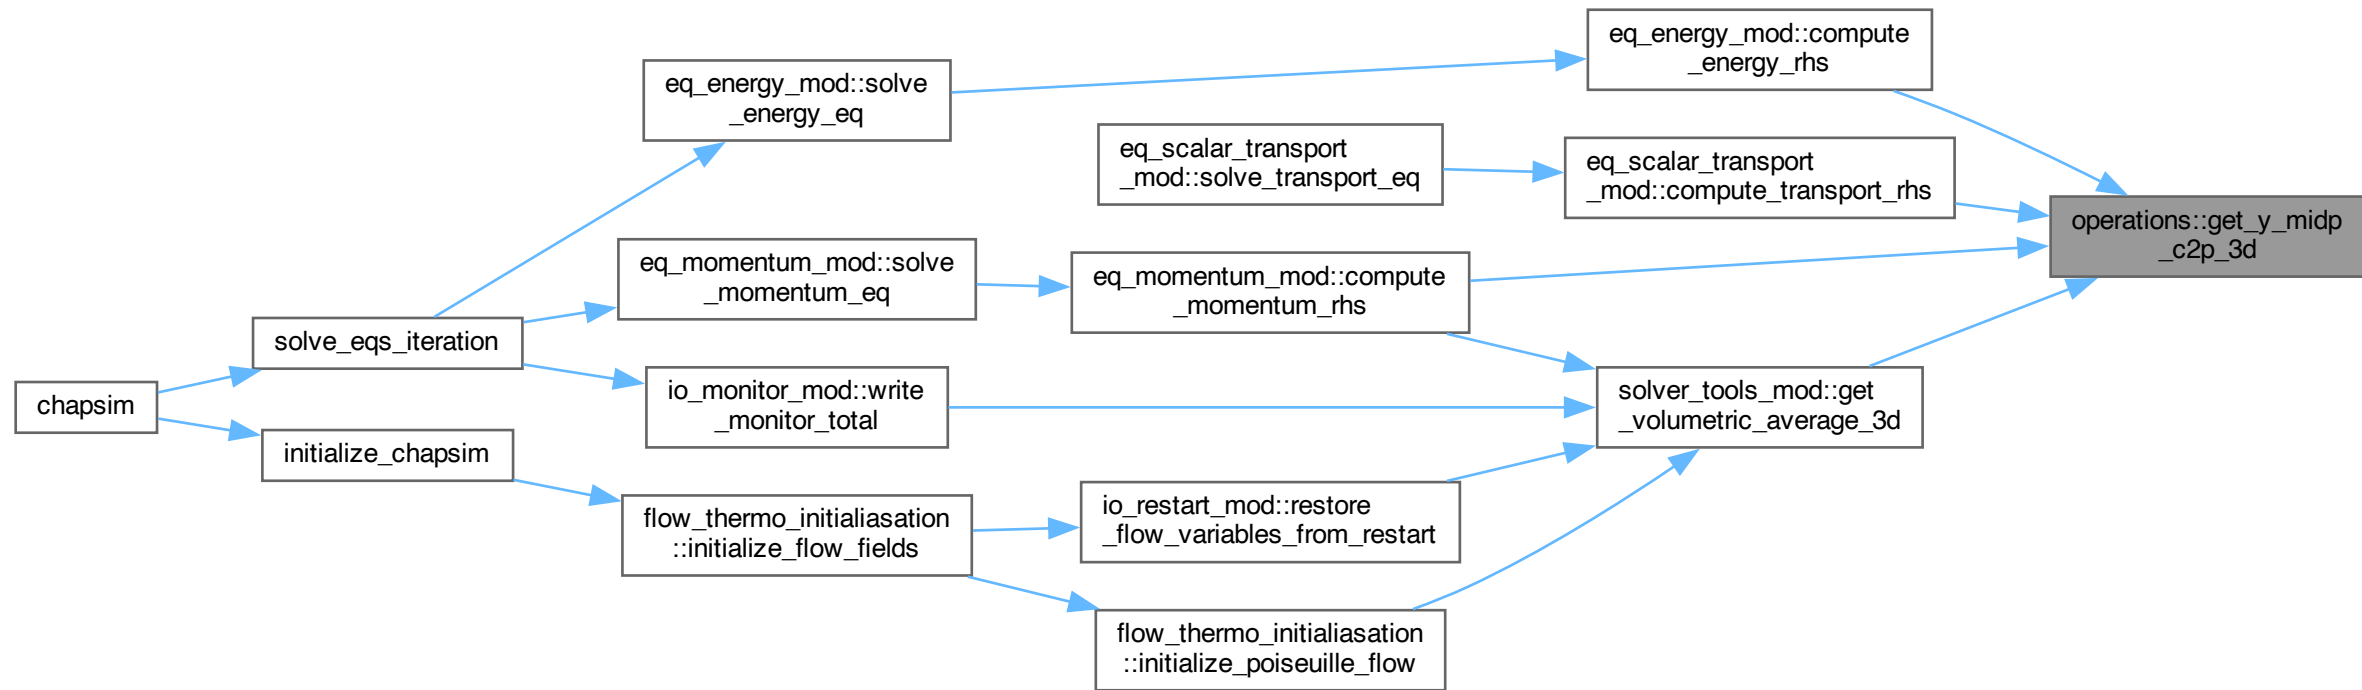 eq_energy_mod::compute
_energy_rhs
eq_energy_mod::solve
_energy_eq
eq_scalar_transport
_mod::solve_transport_eq
eq_scalar_transport
_mod::compute_transport_rhs
operations::get_y_midp
_c2p_3d
eq_momentum_mod::solve
_momentum_eq
eq_momentum_mod::compute
_momentum_rhs
solve_eqs_iteration
chapsim
io_monitor_mod::write
_monitor_total
solver_tools_mod::get
_volumetric_average_3d
initialize_chapsim
flow_thermo_initialiasation
::initialize_flow_fields
io_restart_mod::restore
_flow_variables_from_restart
flow_thermo_initialiasation
::initialize_poiseuille_flow